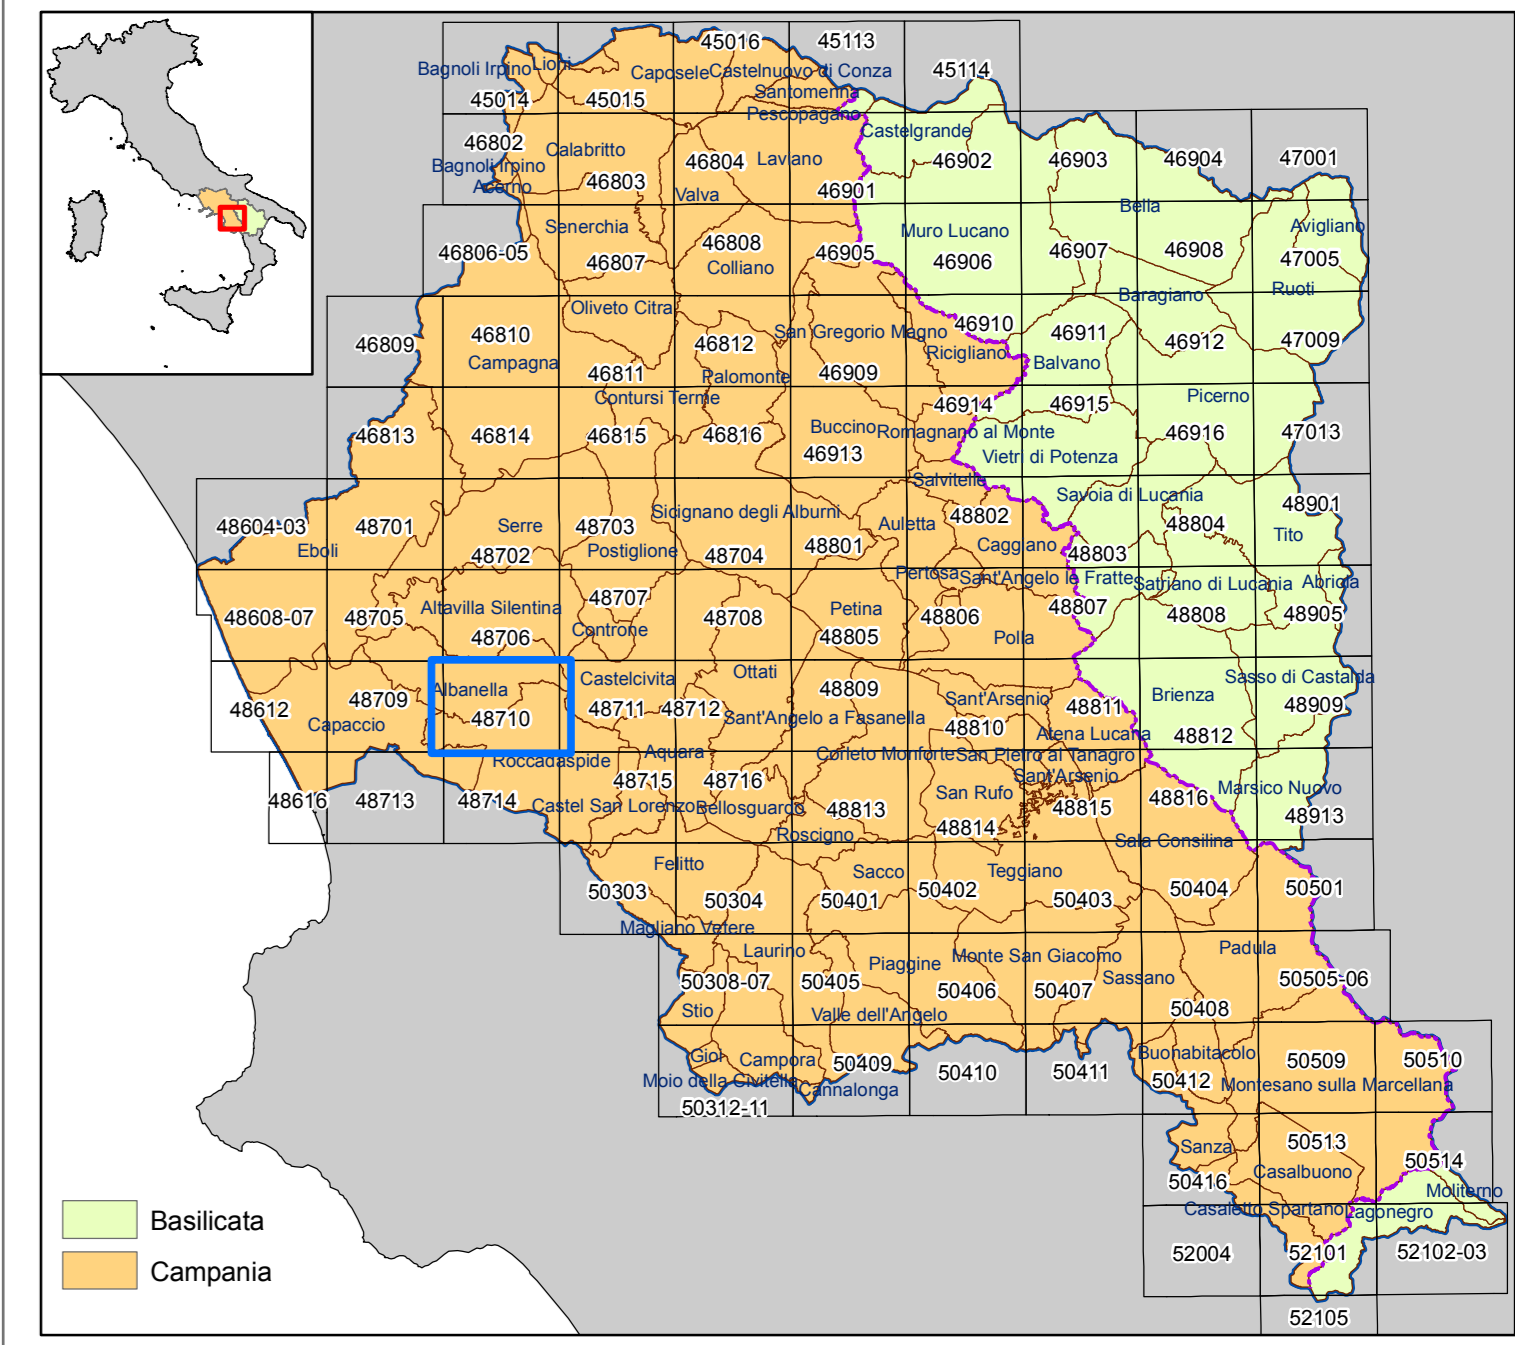 45016
45113
45114
Bagnoli Irpino
Lioni
Caposele
Castelnuovo di Conza
Santomenna
45014
45015
Pescopagano
46802
Calabritto
Castelgrande
46804
Laviano
46902
46903
46904
47001
Bagnoli Irpino
Acerno
46803
Valva
46901
Bella
Senerchia
Muro Lucano
Avigliano
46806-05
46807
46808
Colliano
46905
46906
46907
46908
47005
Ruoti
Oliveto Citra
Baragiano
46809
46810
Campagna
46812
San Gregorio Magno
46910
Ricigliano
46911
Balvano
46912
47009
46811
Palomonte
46909
Contursi Terme
46914
46915
Picerno
46813
46814
46815
46816
Buccino
Romagnano al Monte
46913
Vietri di Potenza
46916
47013
Salvitelle
Savoia di Lucania
48901
48604-03
Eboli
48701
Serre
48702
48703
Postiglione
Sicignano degli Alburni
48704
48801
Auletta
48802
Caggiano
48803
48804
Tito
Pertosa
Sant'Angelo le Fratte
Satriano di Lucania
Abriola
48608-07
48705
Altavilla Silentina
48706
48707
Controne
48708
Petina
48805
48806
Polla
48807
48808
48905
48612
48709
Capaccio
Albanella
48710
Castelcivita
48711
48712
Ottati
Sant'Angelo a Fasanella
48809
Sant'Arsenio
48810
48811
Atena Lucana
Brienza
48812
Sasso di Castalda
48909
Roccadaspide
Aquara
Corleto Monforte
San Pietro al Tanagro
Sant'Arsenio
48616
48713
48714
48715
48716
Castel San Lorenzo
Bellosguardo
48813
Roscigno
San Rufo
48814
48815
48816
Marsico Nuovo
48913
Sala Consilina
Felitto
50303
50304
Sacco
50401
50402
Teggiano
50403
50404
50501
Magliano Vetere
Laurino
Piaggine
Monte San Giacomo
Sassano
Padula
50308-07
50405
50406
50407
50408
50505-06
Stio
Valle dell'Angelo
Gioi
Campora
Moio della Civitella
Cannalonga
50409
50410
50411
50312-11
Buonabitacolo
50412
50509
50510
Montesano sulla Marcellana
Sanza
50513
Casalbuono
50514
Moliterno
50416
Casaletto Spartano
Lagonegro
52004
52101
52102-03
52105
Basilicata
Campania